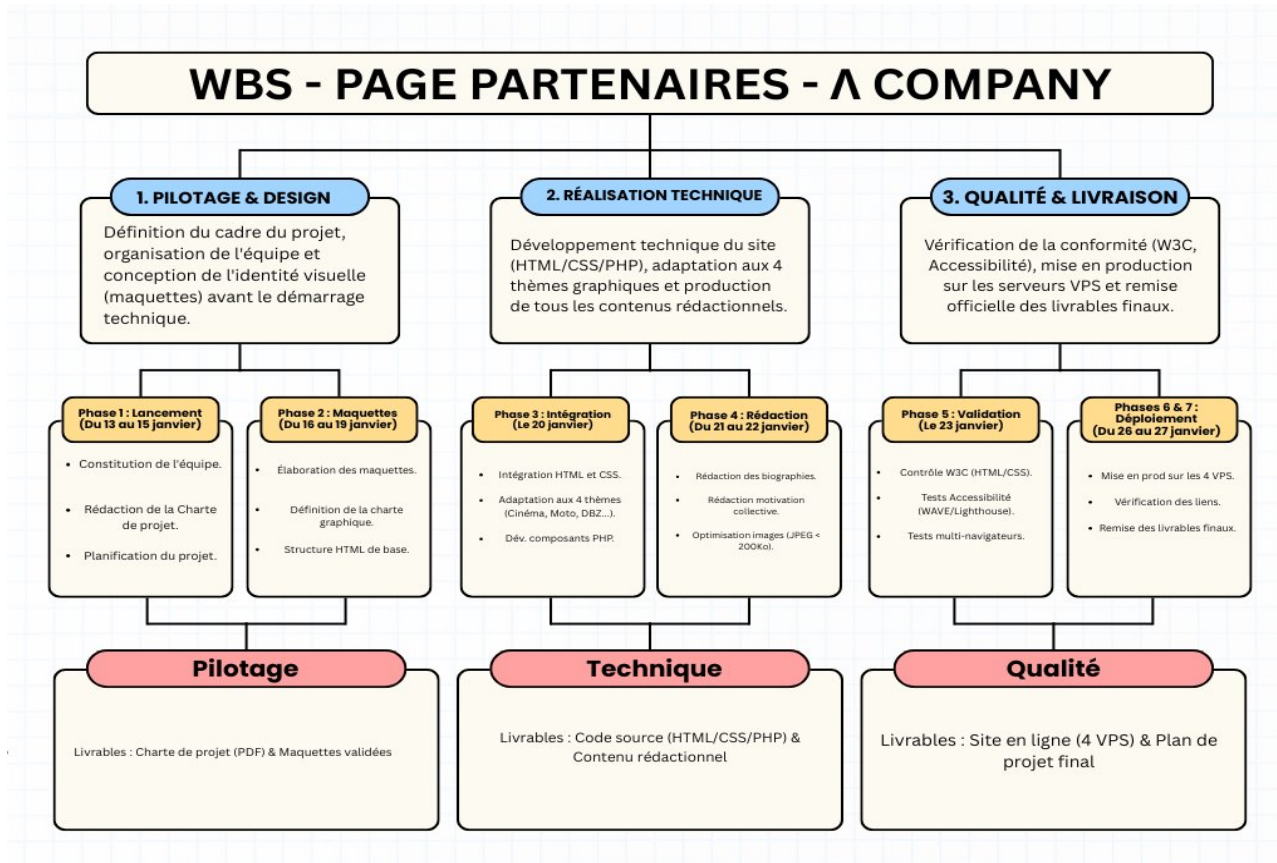 WBS - PAGE PARTENAIRES - Λ COMPANY
1. PILOTAGE & DESIGN
Définition du cadre du projet,
organisation de l'équipe et
conception de l'identité visuelle
(maquettes) avant le démarrage
technique.
2. RÉALISATION TECHNIQUE
Développement technique du site
(HTML/CSS/PHP), adaptation aux 4
thèmes graphiques et production
de tous les contenus rédactionnels.
3. QUALITÉ & LIVRAISON
Vérification de la conformité (W3C,
Accessibilité), mise en production
sur les serveurs VPS et remise
officielle des livrables finaux.
Phase 1 : Lancement
(Du 13 au 15 janvier)
• Constitution de l'équipe.
• Rédaction de la Charte
de projet.
• Planification du projet.
Phase 2 : Maquettes
(Du 16 au 19 janvier)
• Élaboration des maquettes.
• Définition de la charte
graphique.
• Structure HTML de base.
Phase 3 : Intégration
(Le 20 janvier)
• Intégration HTML et CSS.
• Adaptation aux 4 thèmes
(Cinéma, Moto, DBZ...).
• Dév. composants PHP.
Phase 4 : Rédaction
(Du 21 au 22 janvier)
• Rédaction des biographies.
• Rédaction motivation
collective.
• Optimisation images (JPEG <
200Ko).
Phase 5 : Validation
(Le 23 janvier)
• Contrôle W3C (HTML/CSS).
• Tests Accessibilité
(WAVE/Lighthouse).
• Tests multi-navigateurs.
Phases 6 & 7 :
Déploiement
(Du 26 au 27 janvier)
• Mise en prod sur les 4 VPS.
• Vérification des liens.
• Remise des livrables finaux.
Pilotage
Livrables : Charte de projet (PDF) & Maquettes validées
Technique
Livrables : Code source (HTML/CSS/PHP) &
Contenu rédactionnel
Qualité
Livrables : Site en ligne (4 VPS) & Plan de
projet final